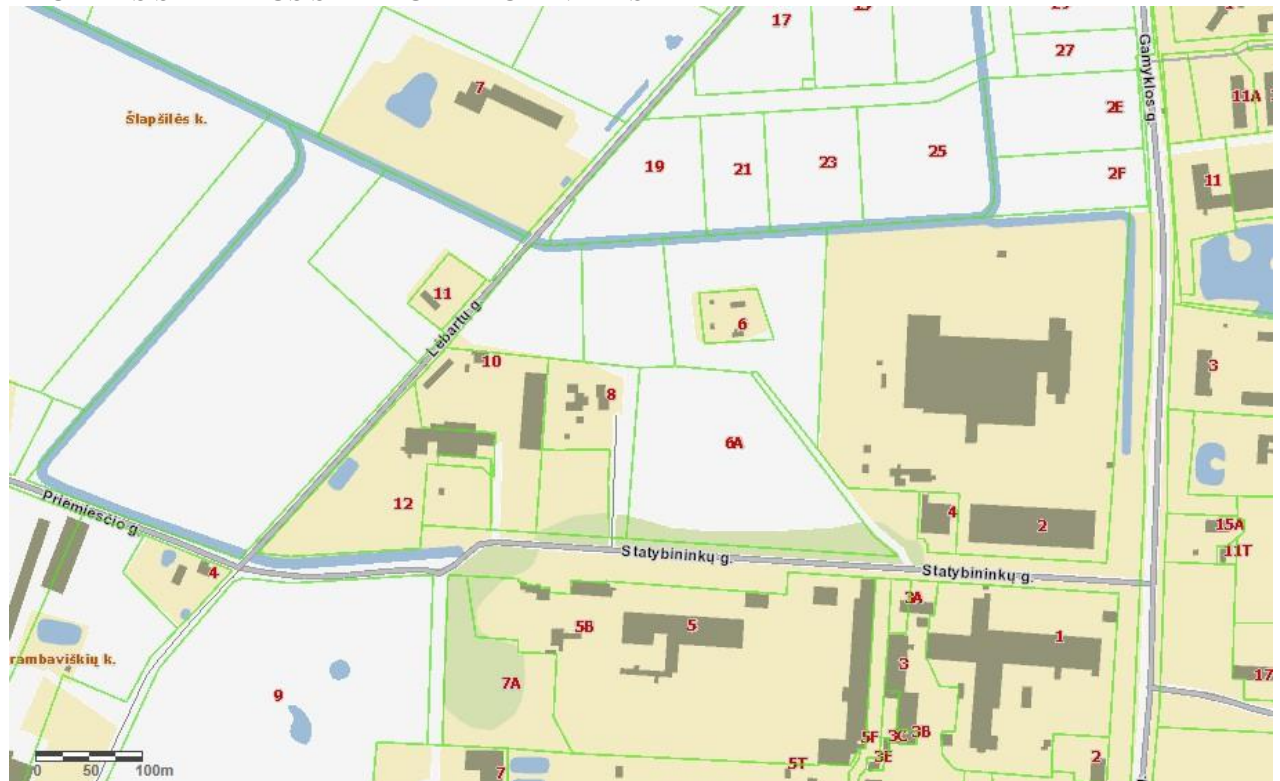 17
27
Gamyklos g.
7
11A
2E
Šlapšilės k.
19
21
23
25
2F
11
11
Lėbartų g.
6
10
3
8
6A
12
Priemiesčio g.
4
2
15A
11T
Statybininkų g.
Statybininkų g.
4
3A
5B
5
1
3
rambaviškių k.
17
9
7A
5F
3C
3B
3E
2
5T
7
0 50 100m